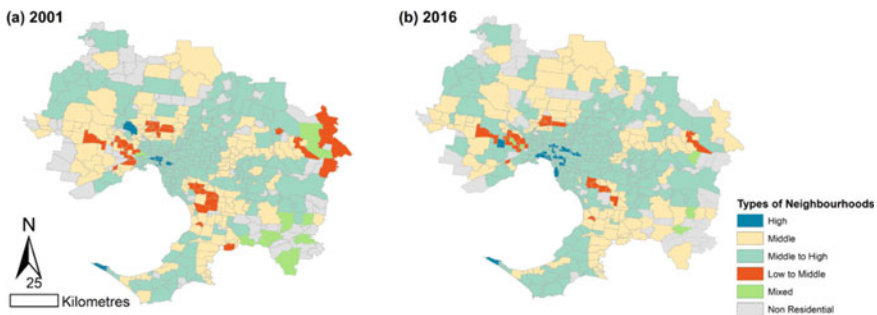 (a) 2001
(b) 2016
N
25
Kilometres
Types of Neighbourhoods
High
Middle
Middle to High
Low to Middle
Mixed
Non Residential